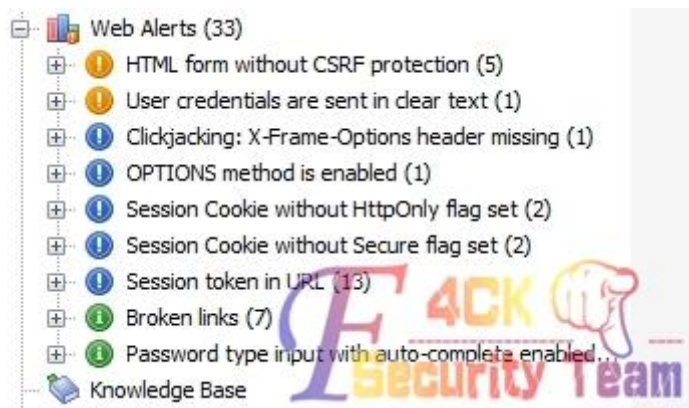 Web Alerts (33)
HTML form without CSRF protection (5)
User credentials are sent in clear text (1)
Clickjacking: X-Frame-Options header missing (1)
OPTIONS method is enabled (1)
Session Cookie without HttpOnly flag set (2)
Session Cookie without Secure flag set (2)
Session token in URL (13)
Broken links (7)
Password type input with auto-complete enabled...
Knowledge Base
F4CK
Security Team